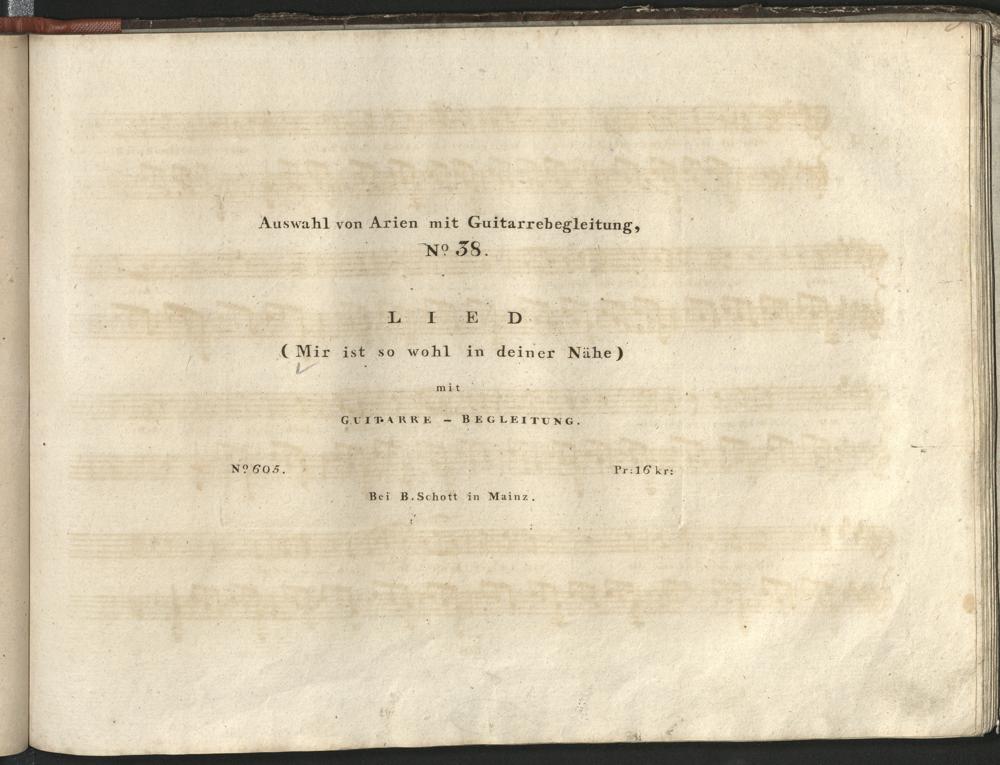 Auswahl von Arien mit Guitarrebegleitung,
Nº 38.
LIED
(Mir ist so wohl in deiner Nähe)
mit
GUITARRE – BEGLEITUNG.
Nº 605. Pr: 16 kr:
Bei B. Schott in Mainz.